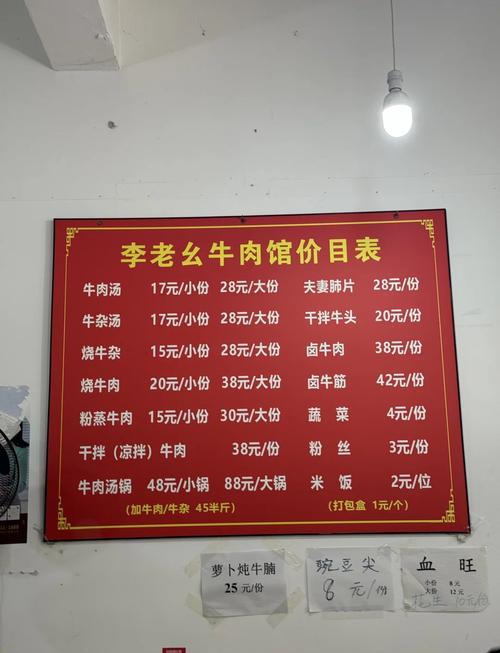 李老幺牛肉馆价目表
牛肉汤 17元/小份 28元/大份 夫妻肺片 28元/份
牛杂汤 17元/小份 28元/大份 干拌牛头 20元/份
烧牛杂 15元/小份 28元/大份 卤牛肉 38元/份
烧牛肉 20元/小份 38元/大份 卤牛筋 42元/份
粉蒸牛肉 15元/小份 30元/大份 蔬菜 4元/份
干拌（凉拌）牛肉 38元/份 粉丝 3元/份
牛肉汤锅 48元/小锅 88元/大锅 米饭 2元/位
（加牛肉/牛杂 45半斤） （打包盒 1元/个）
萝卜炖牛腩
25元/份
豌豆尖
8元/份
血旺
小份 8元
大份 12元
花生 10元/份